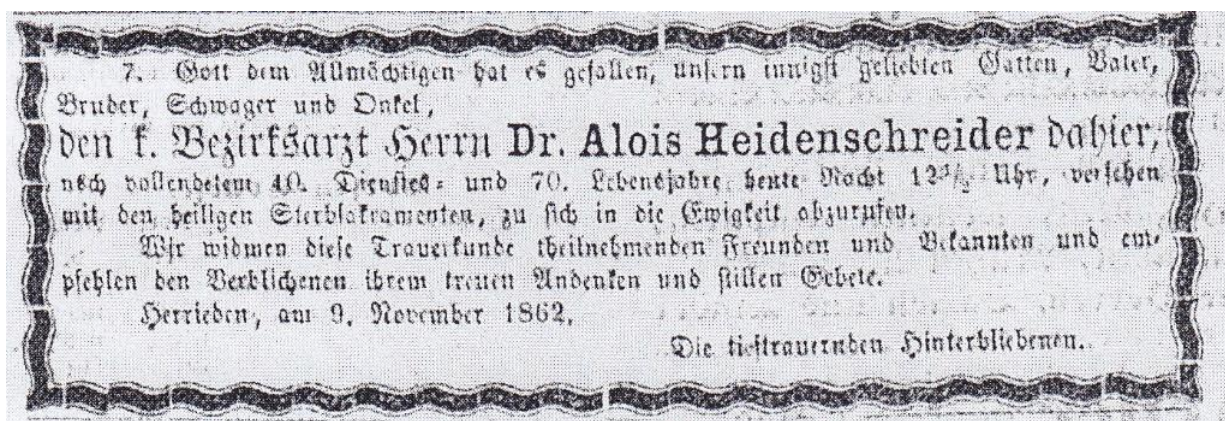 7. Gott dem Allmächtigen hat es gefallen, unsern innigst geliebten Gatten, Vater,
Bruder, Schwager und Onkel,
den k. Bezirksarzt Herrn Dr. Alois Heidenschreider dahier,
nach vollendetem 40. Dienstes- und 70. Lebensjahre heute Nacht 12 Uhr, versehen
mit den heiligen Sterbsakramenten, zu sich in die Ewigkeit abzurufen.
Wir widmen diese Trauerkunde theilnehmenden Freunden und Bekannten und em-
pfehlen den Verblichenen ihrem treuen Andenken und stillen Gebete.
Herrieden, am 9. November 1862.
Die tieftrauernden Hinterbliebenen.